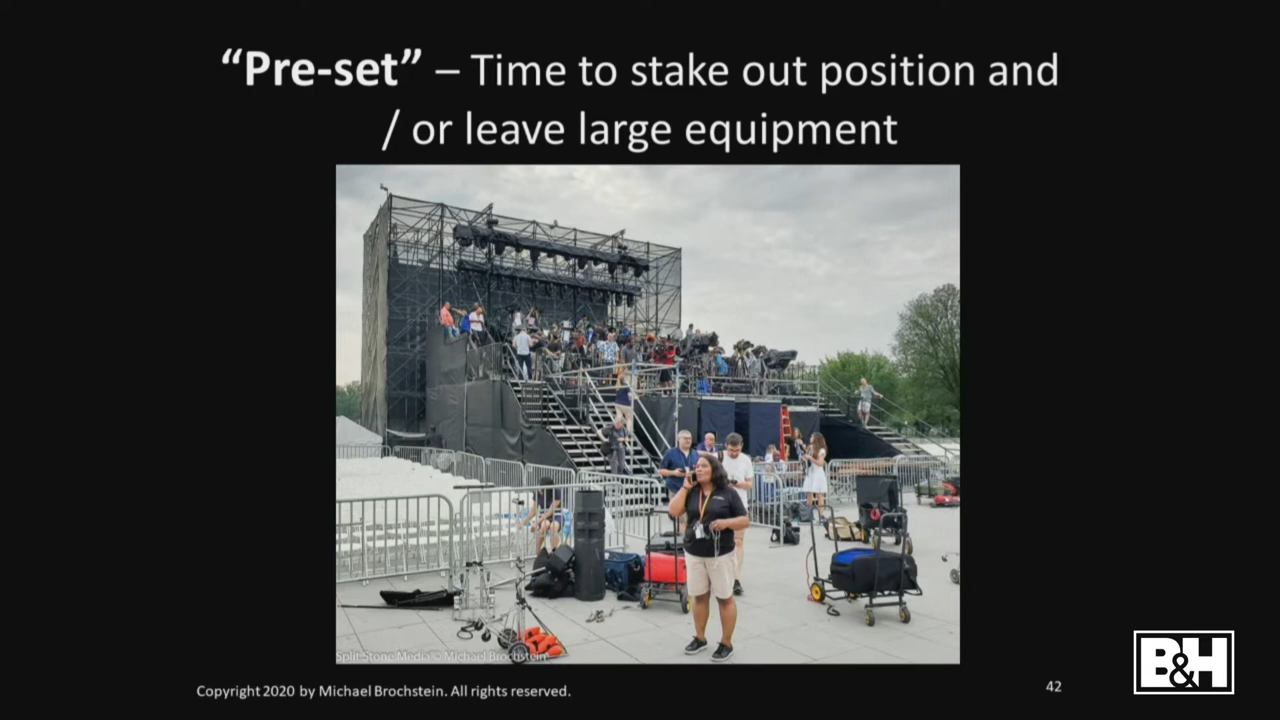 “Pre-set” – Time to stake out position and
/ or leave large equipment
Split Stone Media © Michael Brochstein
Copyright 2020 by Michael Brochstein. All rights reserved.
42
B&H